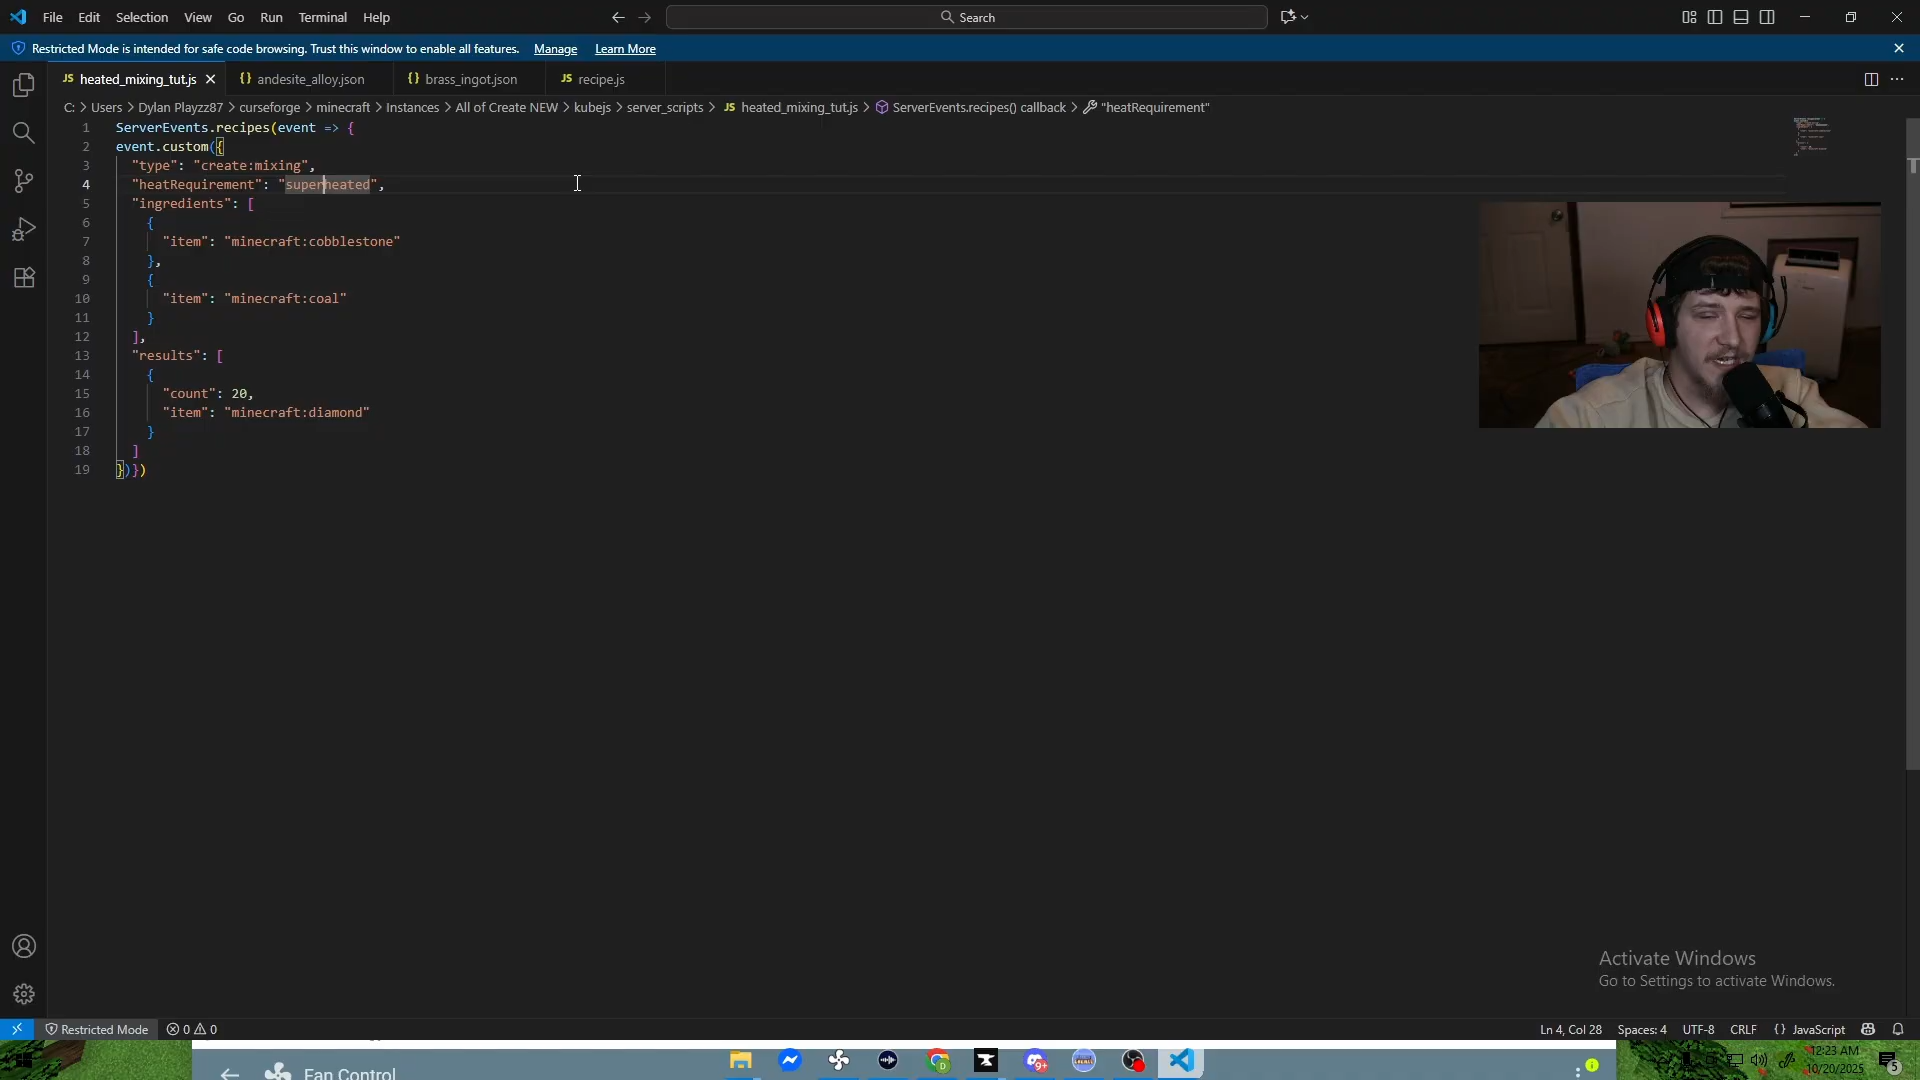 File Edit Selection View Go Run Terminal Help Search
Restricted Mode is intended for safe code browsing. Trust this window to enable all features. Manage Learn More
JS heated_mixing_tut.js {} andesite_alloy.json {} brass_ingot.json JS recipe.js
C: > Users > Dylan Playzz87 > curseforge > minecraft > Instances > All of Create NEW > kubejs > server_scripts > JS heated_mixing_tut.js > ServerEvents.recipes() callback > "heatRequirement"
1 ServerEvents.recipes(event => {
2 event.custom({
3 "type": "create:mixing",
4 "heatRequirement": "superheated",
5 "ingredients": [
6 {
7 "item": "minecraft:cobblestone"
8 },
9 {
10 "item": "minecraft:coal"
11 }
12 ],
13 "results": [
14 {
15 "count": 20,
16 "item": "minecraft:diamond"
17 }
18 ]
19 })})
Activate Windows
Go to Settings to activate Windows.
Restricted Mode 0 0 Ln 4, Col 28 Spaces: 4 UTF-8 CRLF {} JavaScript
Fan Control D 9+ 12:23 AM
10/20/2025 5